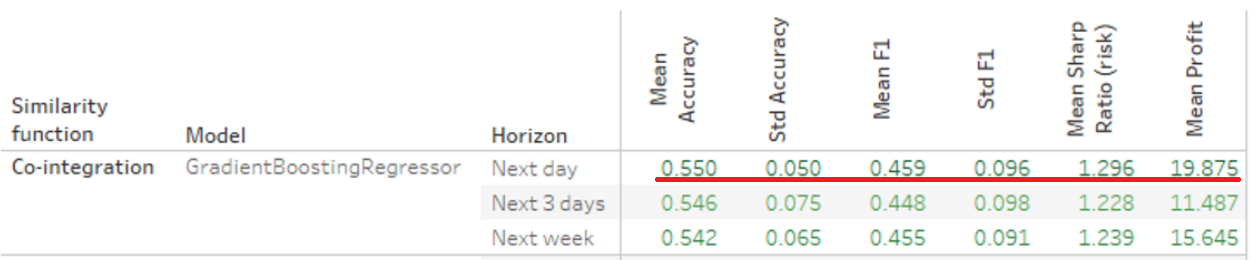 Similarity function Model Horizon Mean Accuracy Std Accuracy Mean F1 Std F1 Mean Sharp Ratio (risk) Mean Profit
Co-integration GradientBoostingRegressor Next day 0.550 0.050 0.459 0.096 1.296 19.875
Next 3 days 0.546 0.075 0.448 0.098 1.228 11.487
Next week 0.542 0.065 0.455 0.091 1.239 15.645